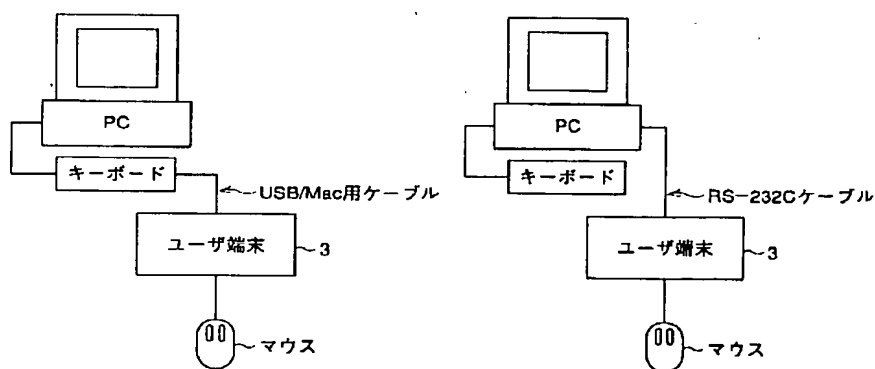 PC
キーボード
USB/Mac用ケーブル
ユーザ端末
3
マウス
PC
キーボード
RS-232Cケーブル
ユーザ端末
3
マウス